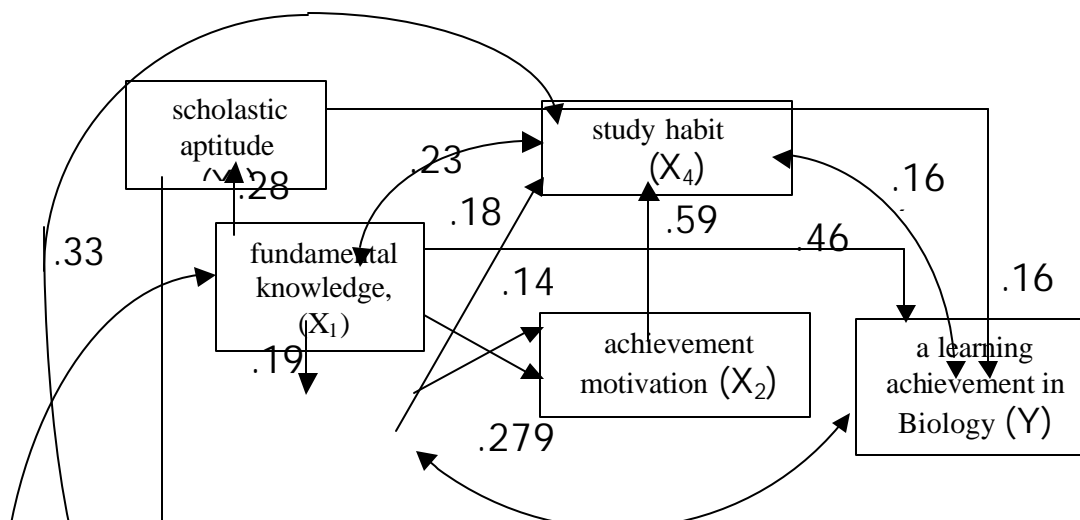 scholastic
aptitude
.28
.33
fundamental
knowledge,
(X₁)
.19
.23
.18
study habit
(X₄)
.59
.14
achievement
motivation (X₂)
.279
.46
.16
.16
a learning
achievement in
Biology (Y)